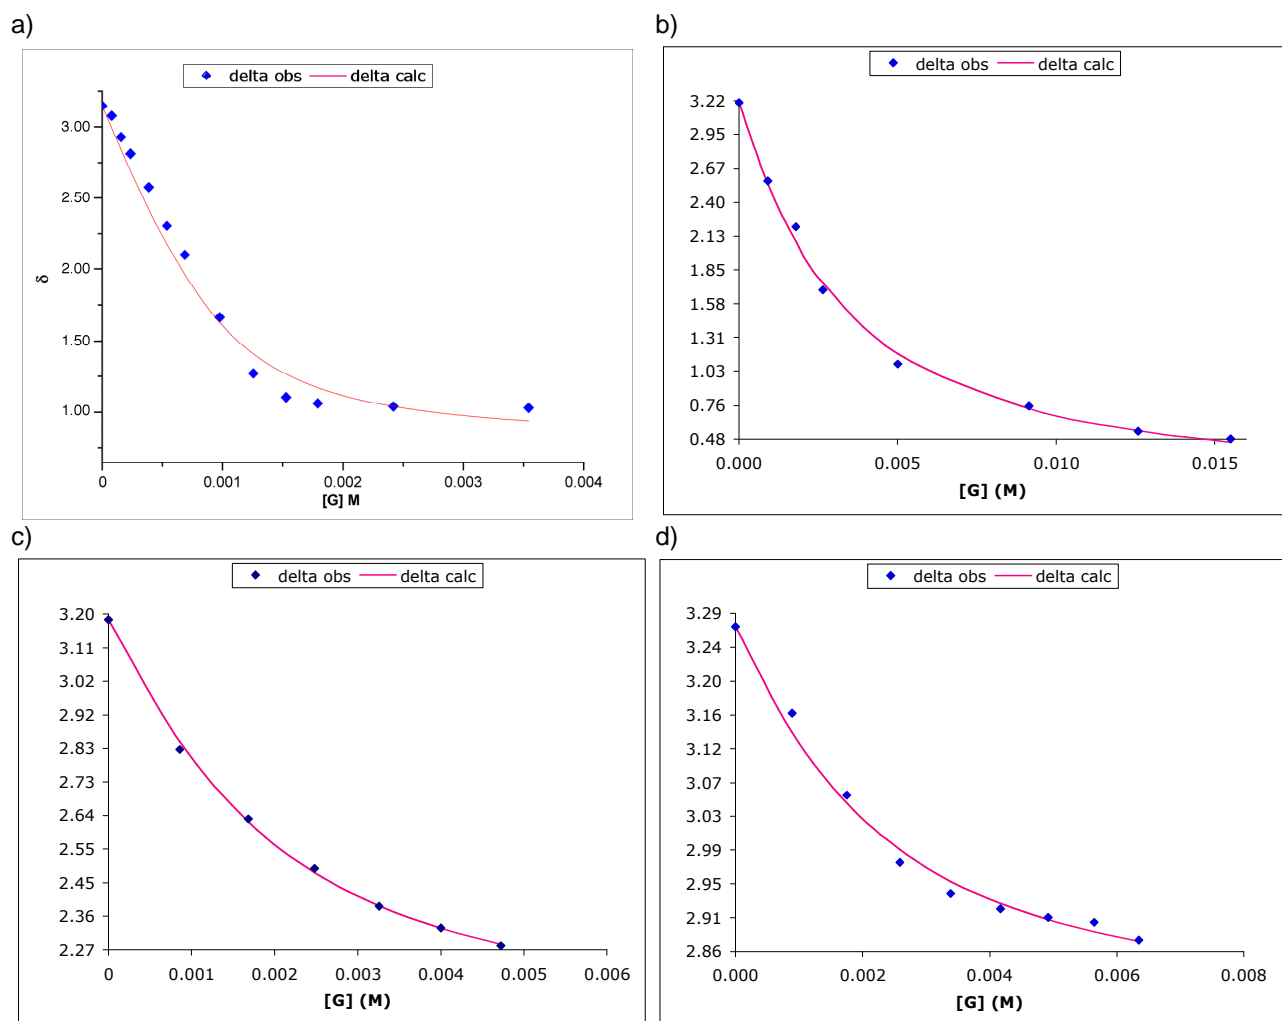 a)
delta obs delta calc
3.00
2.50
2.00
1.50
1.00
δ
0 0.001 0.002 0.003 0.004
[G] M
b)
delta obs delta calc
3.22
2.95
2.67
2.40
2.13
1.85
1.58
1.31
1.03
0.76
0.48
0.000 0.005 0.010 0.015
[G] (M)
c)
delta obs delta calc
3.20
3.11
3.02
2.92
2.83
2.73
2.64
2.55
2.45
2.36
2.27
0 0.001 0.002 0.003 0.004 0.005 0.006
[G] (M)
d)
delta obs delta calc
3.29
3.24
3.20
3.16
3.12
3.07
3.03
2.99
2.95
2.91
2.86
0.000 0.002 0.004 0.006 0.008
[G] (M)